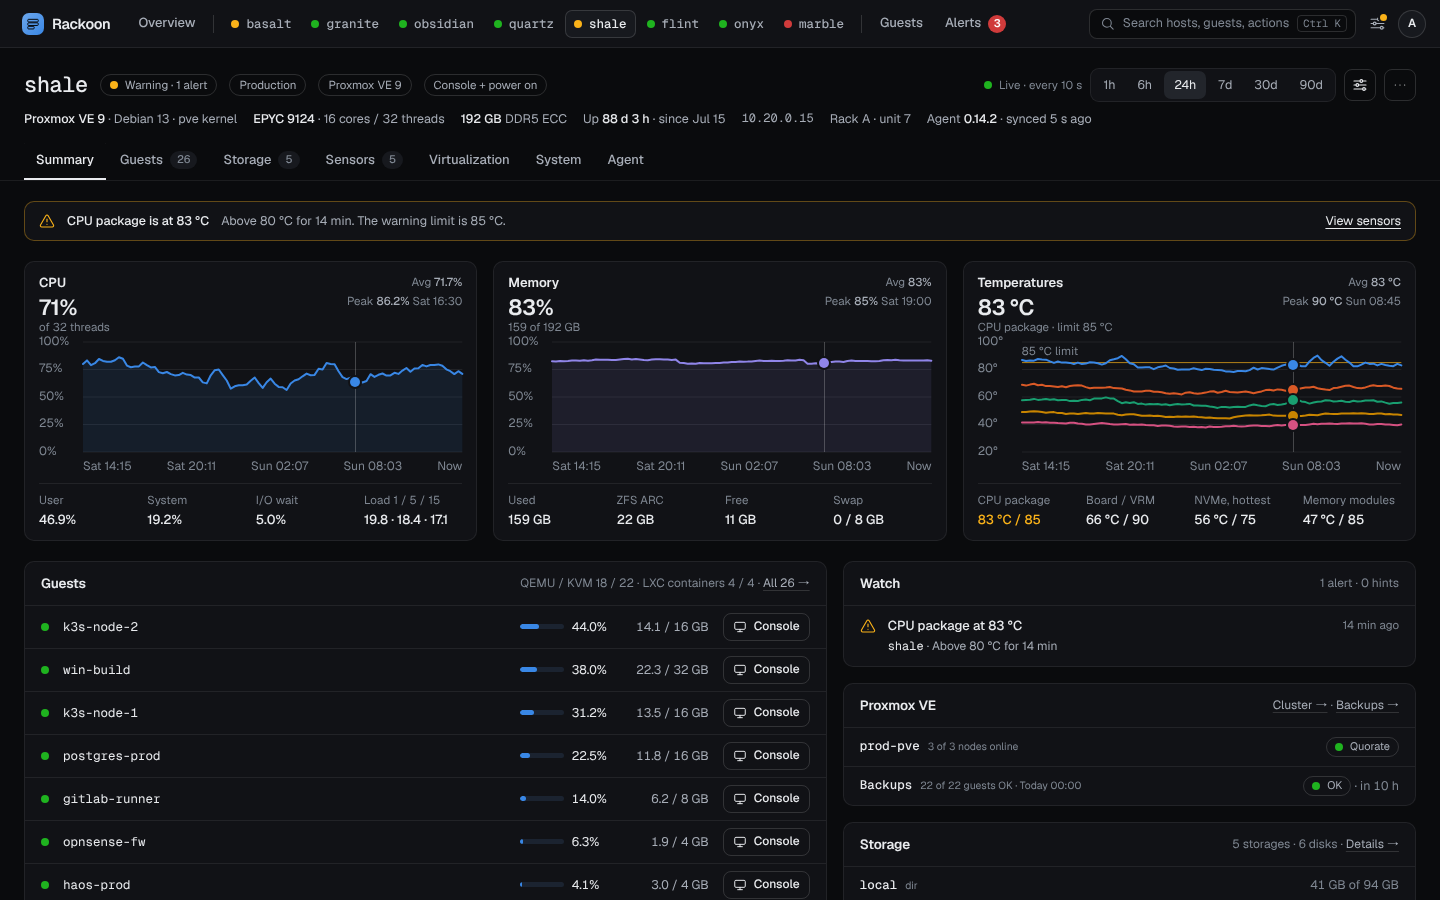 Rackoon Overview basalt granite obsidian quartz shale flint onyx marble Guests Alerts 3 Search hosts, guests, actions Ctrl K A
shale Warning · 1 alert Production Proxmox VE 9 Console + power on Live · every 10 s 1h 6h 24h 7d 30d 90d ···
Proxmox VE 9 · Debian 13 · pve kernel EPYC 9124 · 16 cores / 32 threads 192 GB DDR5 ECC Up 88 d 3 h · since Jul 15 10.20.0.15 Rack A · unit 7 Agent 0.14.2 · synced 5 s ago
Summary Guests 26 Storage 5 Sensors 5 Virtualization System Agent
CPU package is at 83 °C Above 80 °C for 14 min. The warning limit is 85 °C. View sensors
CPU
Avg 71.7%
71%
Peak 86.2% Sat 16:30
of 32 threads
100%
75%
50%
25%
0%
Sat 14:15 Sat 20:11 Sun 02:07 Sun 08:03 Now
User System I/O wait Load 1 / 5 / 15
46.9% 19.2% 5.0% 19.8 · 18.4 · 17.1
Memory
Avg 83%
83%
Peak 85% Sat 19:00
159 of 192 GB
100%
75%
50%
25%
0%
Sat 14:15 Sat 20:11 Sun 02:07 Sun 08:03 Now
Used ZFS ARC Free Swap
159 GB 22 GB 11 GB 0 / 8 GB
Temperatures
Avg 83 °C
83 °C
Peak 90 °C Sun 08:45
CPU package · limit 85 °C
100°
85 °C limit
80°
60°
40°
20°
Sat 14:15 Sat 20:11 Sun 02:07 Sun 08:03 Now
CPU package Board / VRM NVMe, hottest Memory modules
83 °C / 85 66 °C / 90 56 °C / 75 47 °C / 85
Guests QEMU / KVM 18 / 22 · LXC containers 4 / 4 · All 26 →
k3s-node-2 44.0% 14.1 / 16 GB Console
win-build 38.0% 22.3 / 32 GB Console
k3s-node-1 31.2% 13.5 / 16 GB Console
postgres-prod 22.5% 11.8 / 16 GB Console
gitlab-runner 14.0% 6.2 / 8 GB Console
opnsense-fw 6.3% 1.9 / 4 GB Console
haos-prod 4.1% 3.0 / 4 GB Console
Watch 1 alert · 0 hints
CPU package at 83 °C 14 min ago
shale · Above 80 °C for 14 min
Proxmox VE Cluster → · Backups →
prod-pve 3 of 3 nodes online Quorate
Backups 22 of 22 guests OK · Today 00:00 OK · in 10 h
Storage 5 storages · 6 disks · Details →
local dir 41 GB of 94 GB